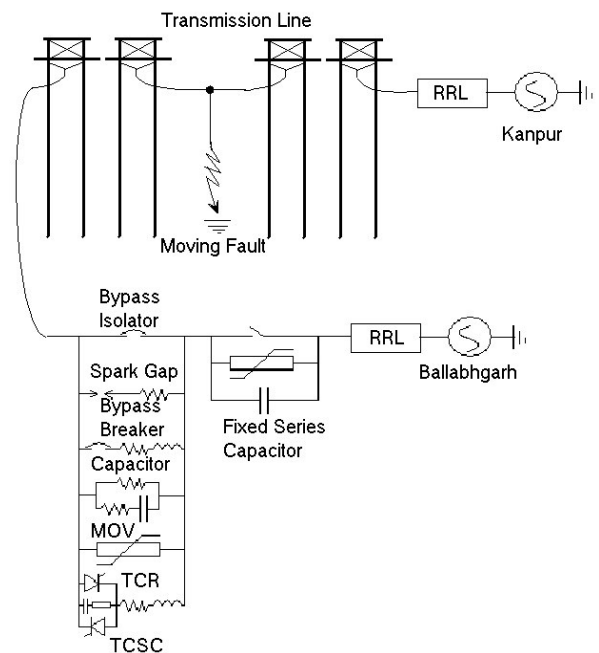 Transmission Line
RRL
Kanpur
Moving Fault
Bypass
Isolator
RRL
Ballabhgarh
Spark Gap
Bypass
Breaker
Fixed Series
Capacitor
Capacitor
MOV
TCR
TCSC